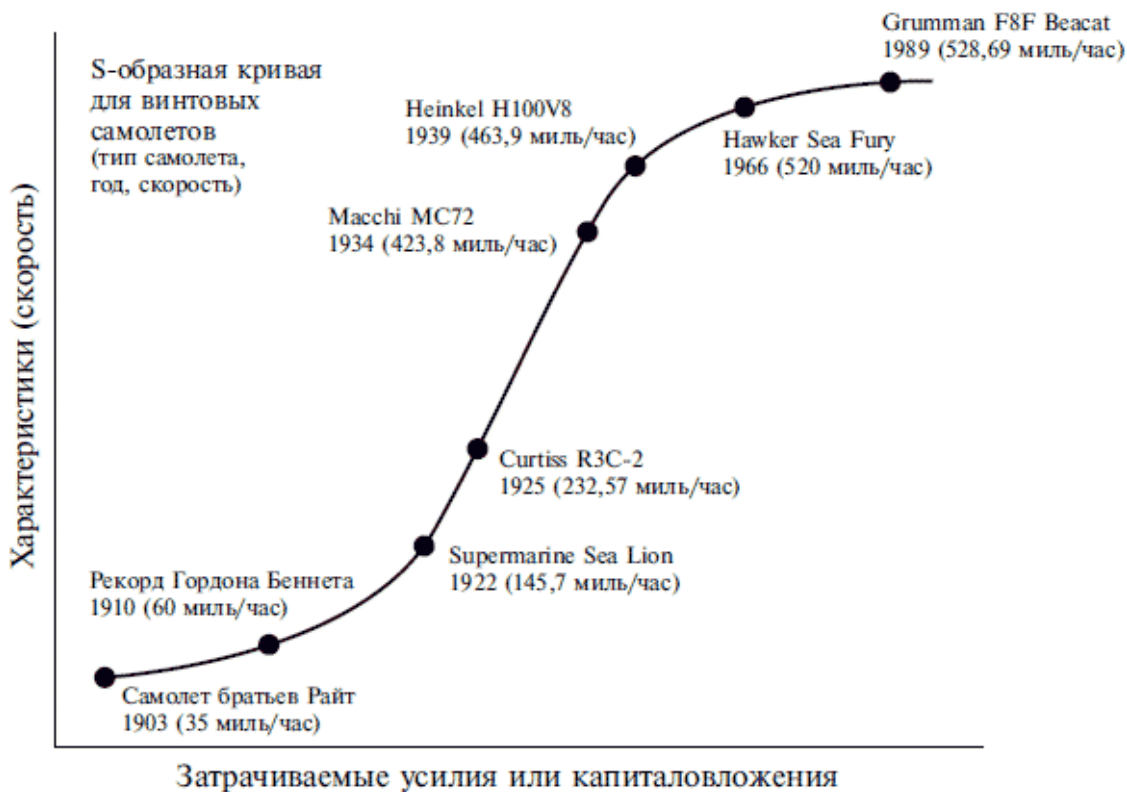 Grumman F8F Beacat
1989 (528,69 миль/час)
S-образная кривая
для винтовых
самолетов
(тип самолета,
год, скорость)
Heinkel H100V8
1939 (463,9 миль/час)
Hawker Sea Fury
1966 (520 миль/час)
Macchi MC72
1934 (423,8 миль/час)
Характеристики (скорость)
Curtiss R3C-2
1925 (232,57 миль/час)
Supermarine Sea Lion
1922 (145,7 миль/час)
Рекорд Гордона Беннета
1910 (60 миль/час)
Самолет братьев Райт
1903 (35 миль/час)
Затрачиваемые усилия или капиталовложения